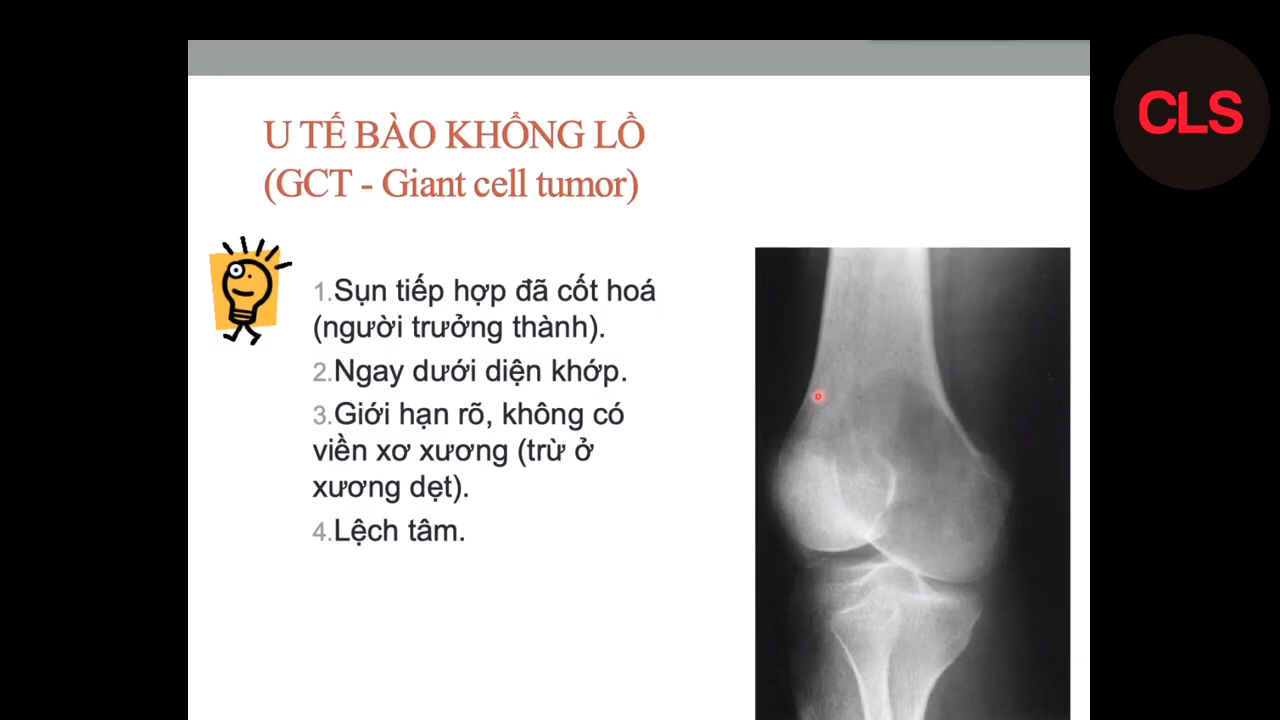 CLS
U TẾ BÀO KHỔNG LỒ
(GCT - Giant cell tumor)
1.Sụn tiếp hợp đã cốt hoá
(người trưởng thành).
2.Ngay dưới diện khớp.
3.Giới hạn rõ, không có
viền xơ xương (trừ ở
xương dẹt).
4.Lệch tâm.